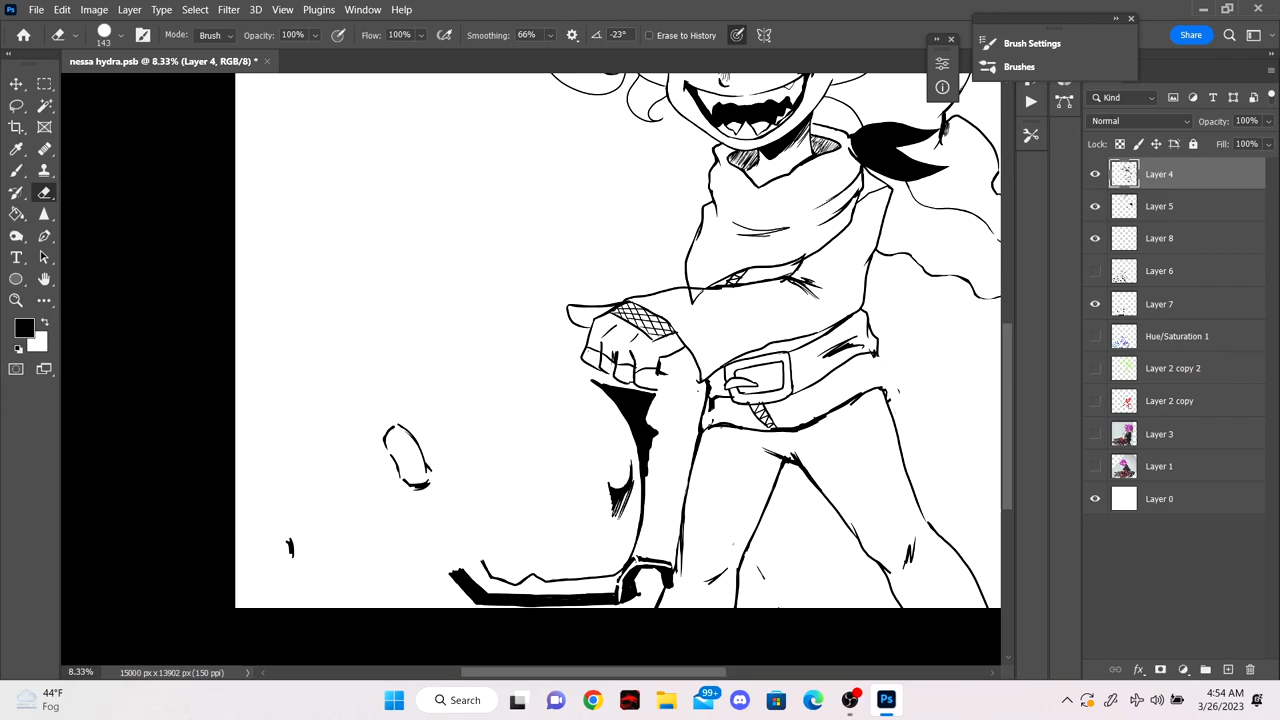 File Edit Image Layer Type Select Filter 3D View Plugins Window Help
143 Mode: Brush Opacity: 100% Flow: 100% Smoothing: 66% -23° Erase to History Share
nessa hydra.psb @ 8.33% (Layer 4, RGB/8) *
Brush Settings
Brushes
Kind
Normal Opacity: 100%
Lock: Fill: 100%
Layer 4
Layer 5
Layer 8
Layer 6
Layer 7
Hue/Saturation 1
Layer 2 copy 2
Layer 2 copy
Layer 3
Layer 1
Layer 0
8.33% 15000 px x 13902 px (150 ppi)
44°F
Fog
Search
99+
4:54 AM
3/26/2023